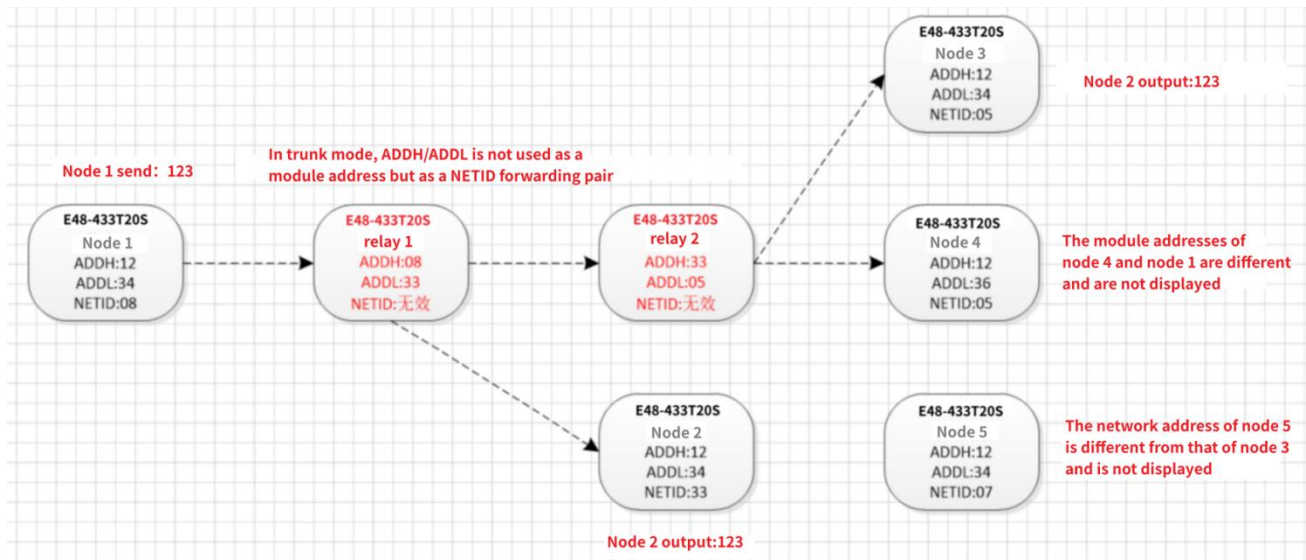 E48-433T20S
Node 3
ADDH:12
ADDL:34
NETID:05
Node 2 output:123
Node 1 send：123
In trunk mode, ADDH/ADDL is not used as a
module address but as a NETID forwarding pair
E48-433T20S
Node 1
ADDH:12
ADDL:34
NETID:08
E48-433T20S
relay 1
ADDH:08
ADDL:33
NETID:无效
E48-433T20S
relay 2
ADDH:33
ADDL:05
NETID:无效
E48-433T20S
Node 4
ADDH:12
ADDL:36
NETID:05
The module addresses of
node 4 and node 1 are different
and are not displayed
E48-433T20S
Node 2
ADDH:12
ADDL:34
NETID:33
Node 2 output:123
E48-433T20S
Node 5
ADDH:12
ADDL:34
NETID:07
The network address of node 5
is different from that of node 3
and is not displayed